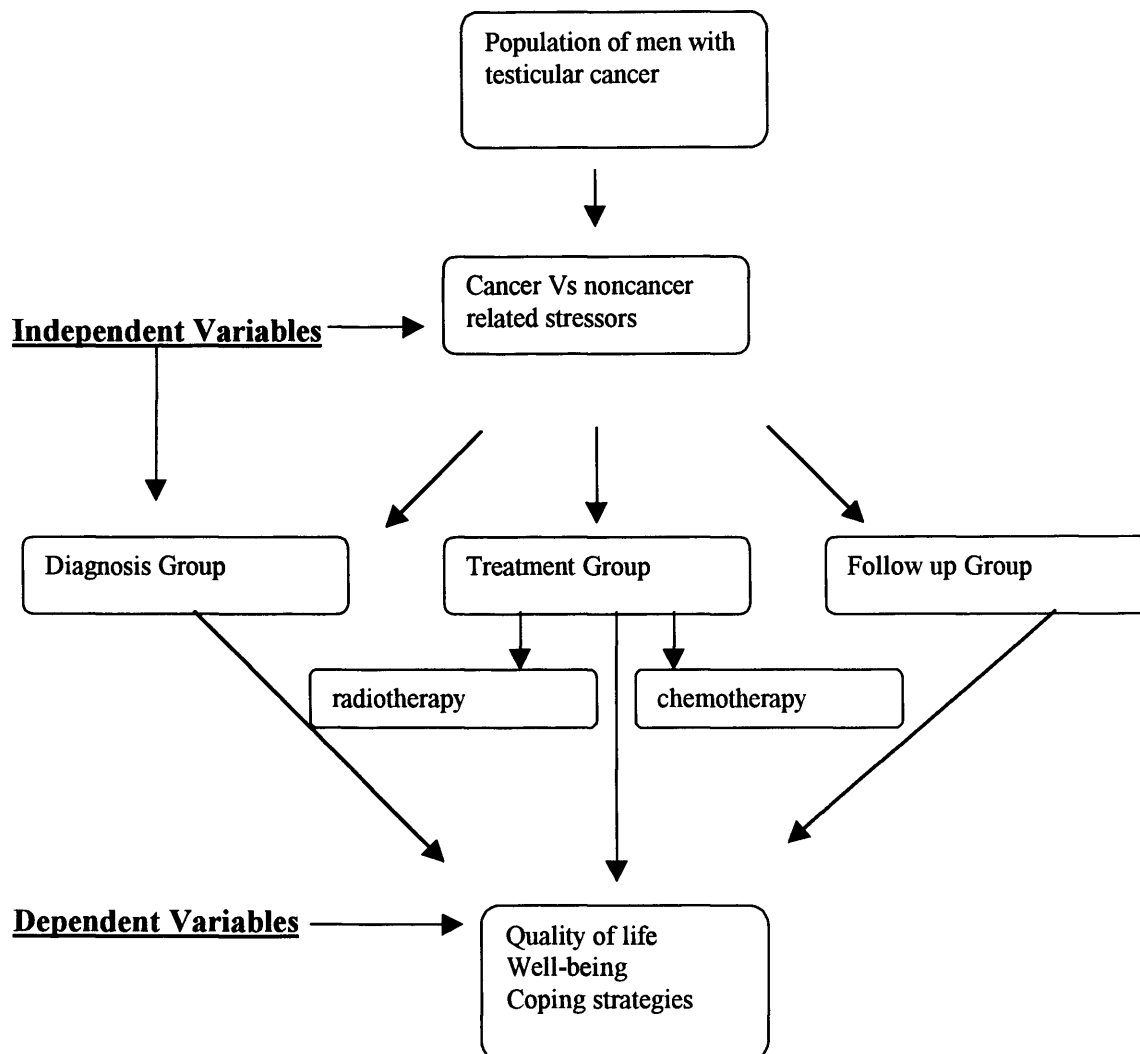 Population of men with
testicular cancer
Cancer Vs noncancer
related stressors
Independent Variables
Diagnosis Group
Treatment Group
Follow up Group
radiotherapy
chemotherapy
Dependent Variables
Quality of life
Well-being
Coping strategies